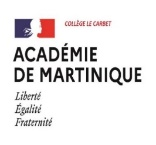 COLLÈGE LE CARBET
ACADÉMIE
DE MARTINIQUE
Liberté
Égalité
Fraternité